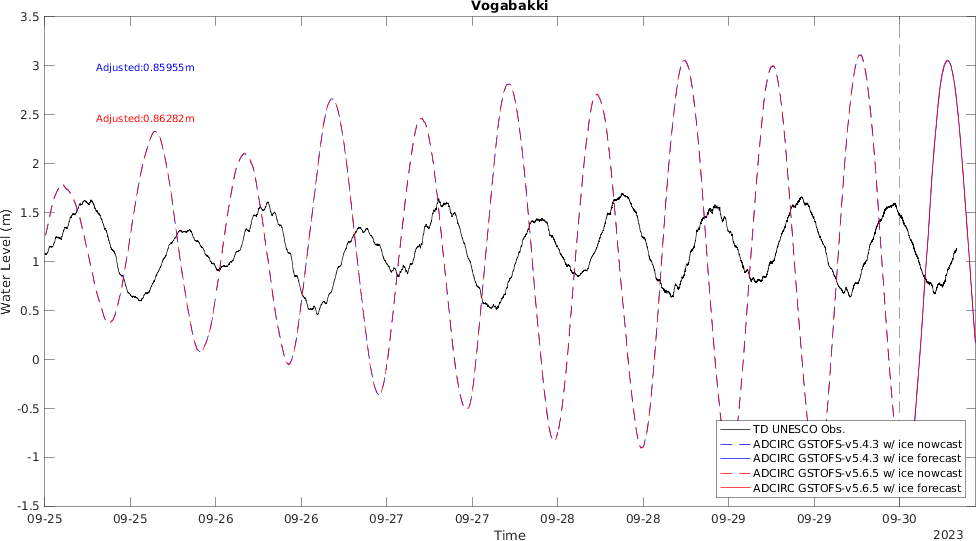 Vogabakki
3.5
3
2.5
2
1.5
1
0.5
0
-0.5
-1
-1.5
Water Level (m)
Adjusted:0.85955m
Adjusted:0.86282m
TD UNESCO Obs.
ADCIRC GSTOFS-v5.4.3 w/ ice nowcast
ADCIRC GSTOFS-v5.4.3 w/ ice forecast
ADCIRC GSTOFS-v5.6.5 w/ ice nowcast
ADCIRC GSTOFS-v5.6.5 w/ ice forecast
09-25 09-25 09-26 09-26 09-27 09-27 09-28 09-28 09-29 09-29 09-30
Time
2023